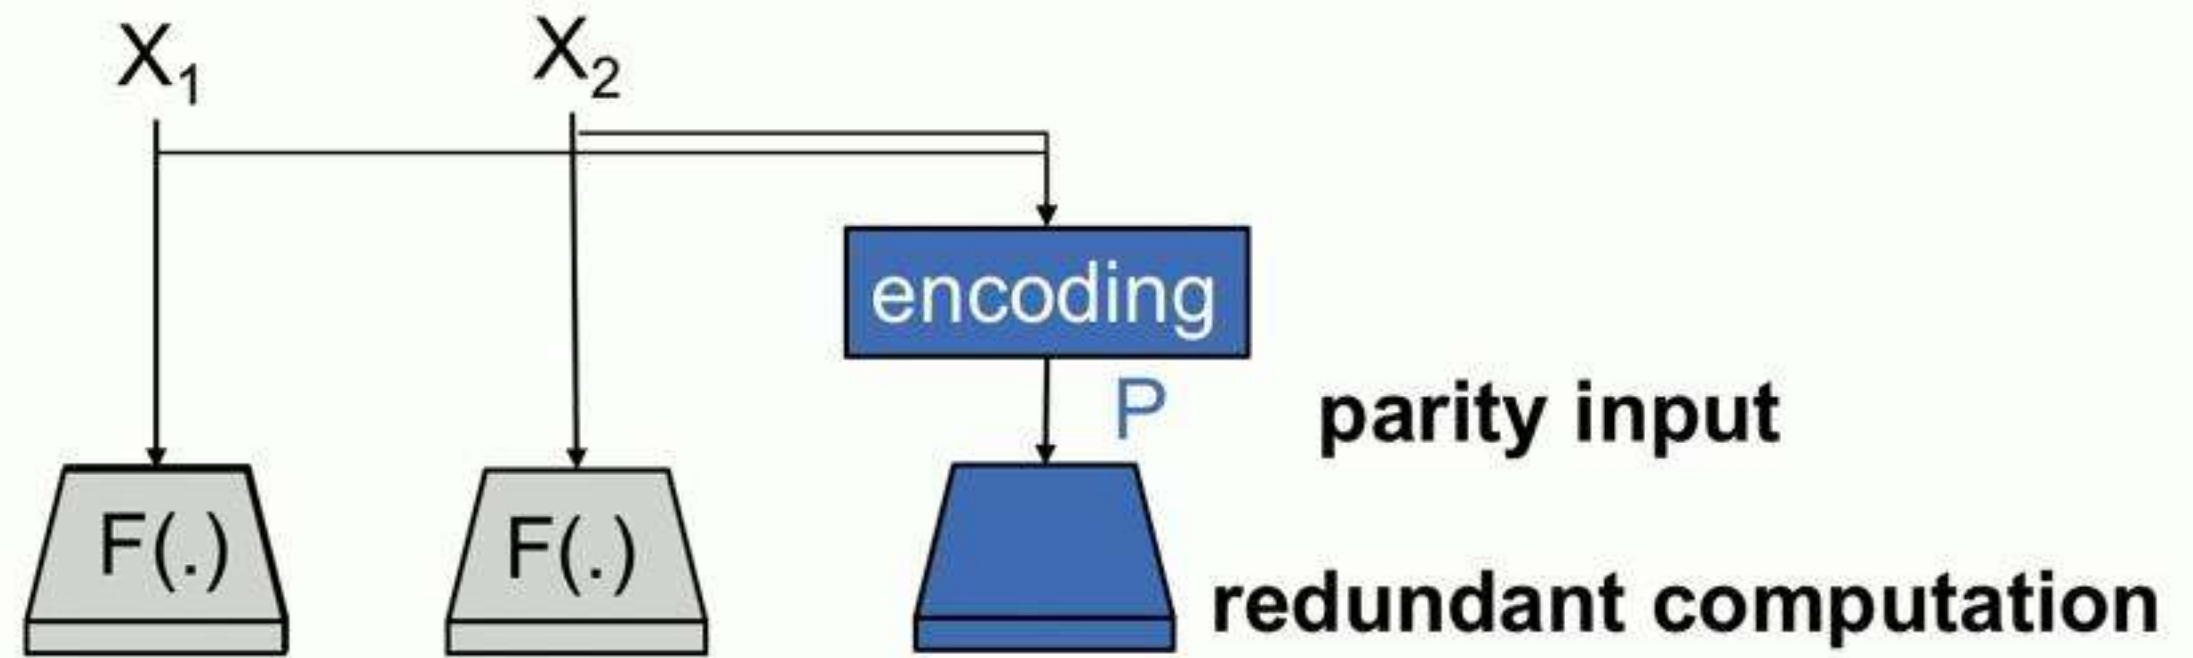 X₁ X₂
encoding
P parity input
F(.) F(.)
redundant computation